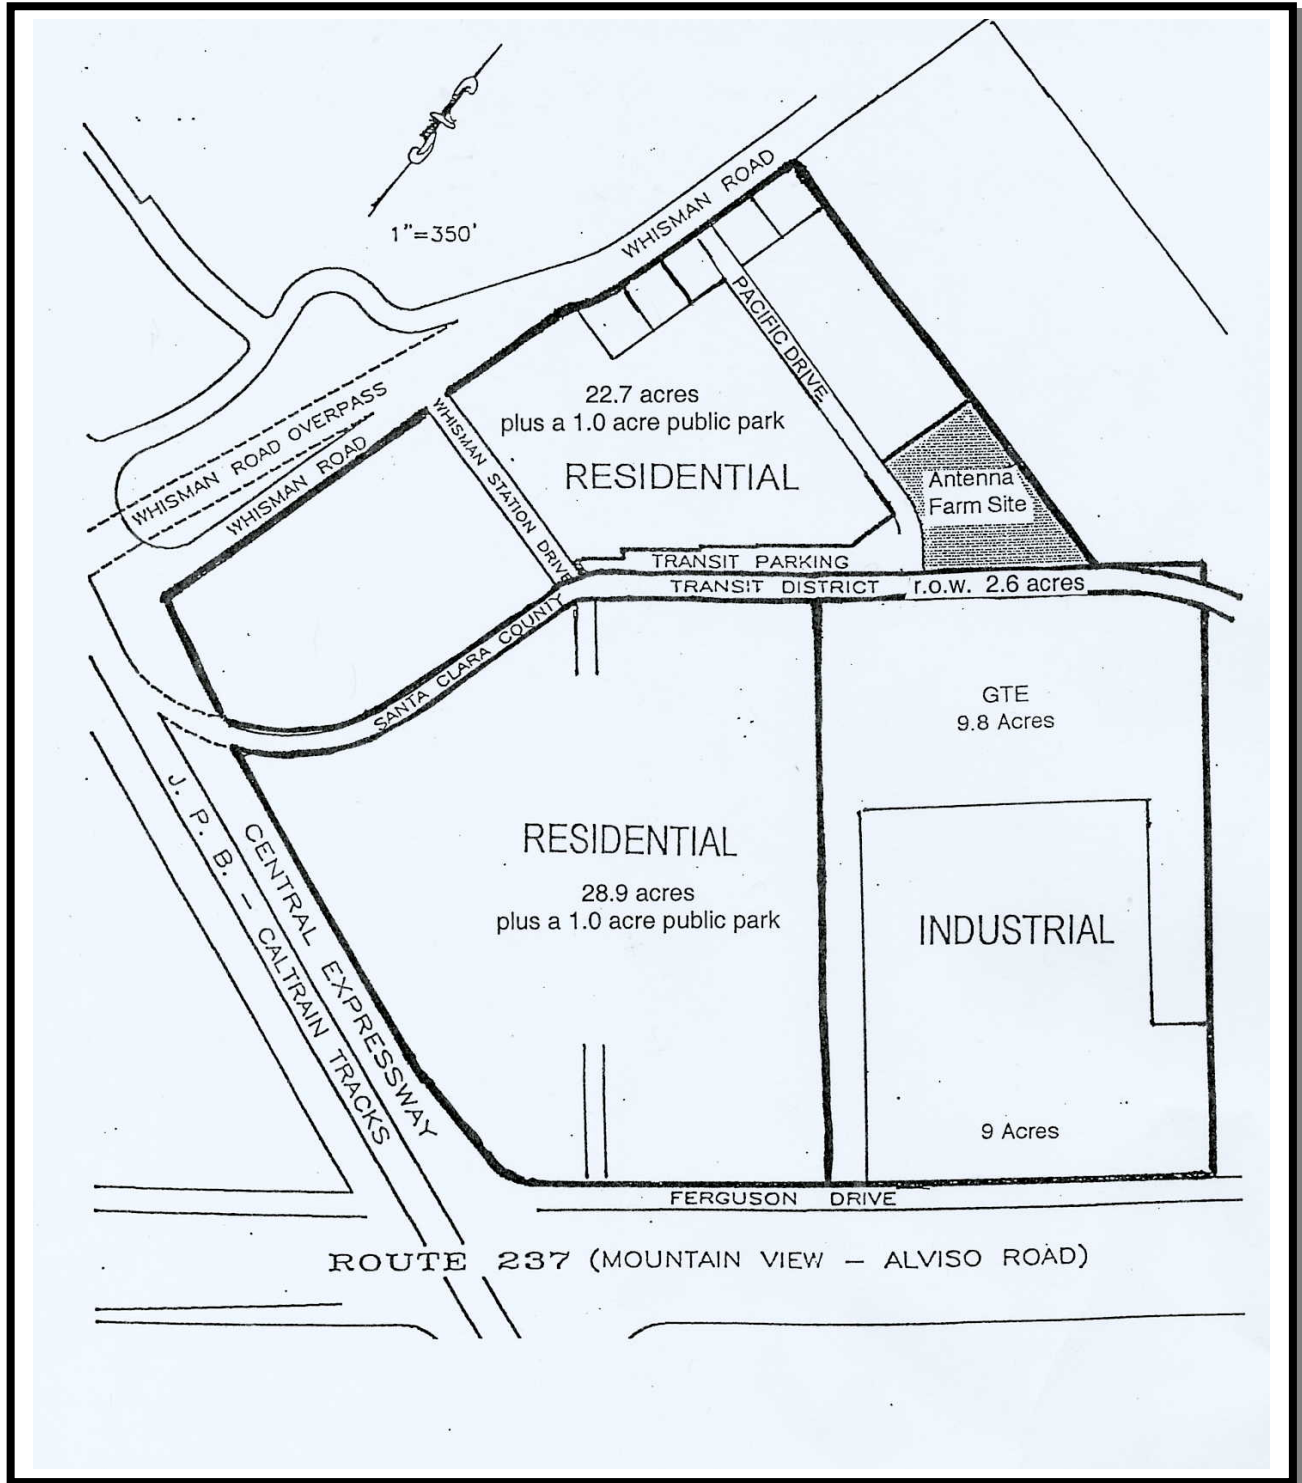 1"=350'
WHISMAN ROAD
PACIFIC DRIVE
22.7 acres
plus a 1.0 acre public park
RESIDENTIAL
WHISMAN ROAD OVERPASS
WHISMAN ROAD
WHISMAN STATION DRIVE
Antenna
Farm Site
TRANSIT PARKING
SANTA CLARA COUNTY TRANSIT DISTRICT r.o.w. 2.6 acres
GTE
9.8 Acres
RESIDENTIAL
28.9 acres
plus a 1.0 acre public park
INDUSTRIAL
9 Acres
J. P. B. - CALTRAIN TRACKS
CENTRAL EXPRESSWAY
FERGUSON DRIVE
ROUTE 237 (MOUNTAIN VIEW - ALVISO ROAD)